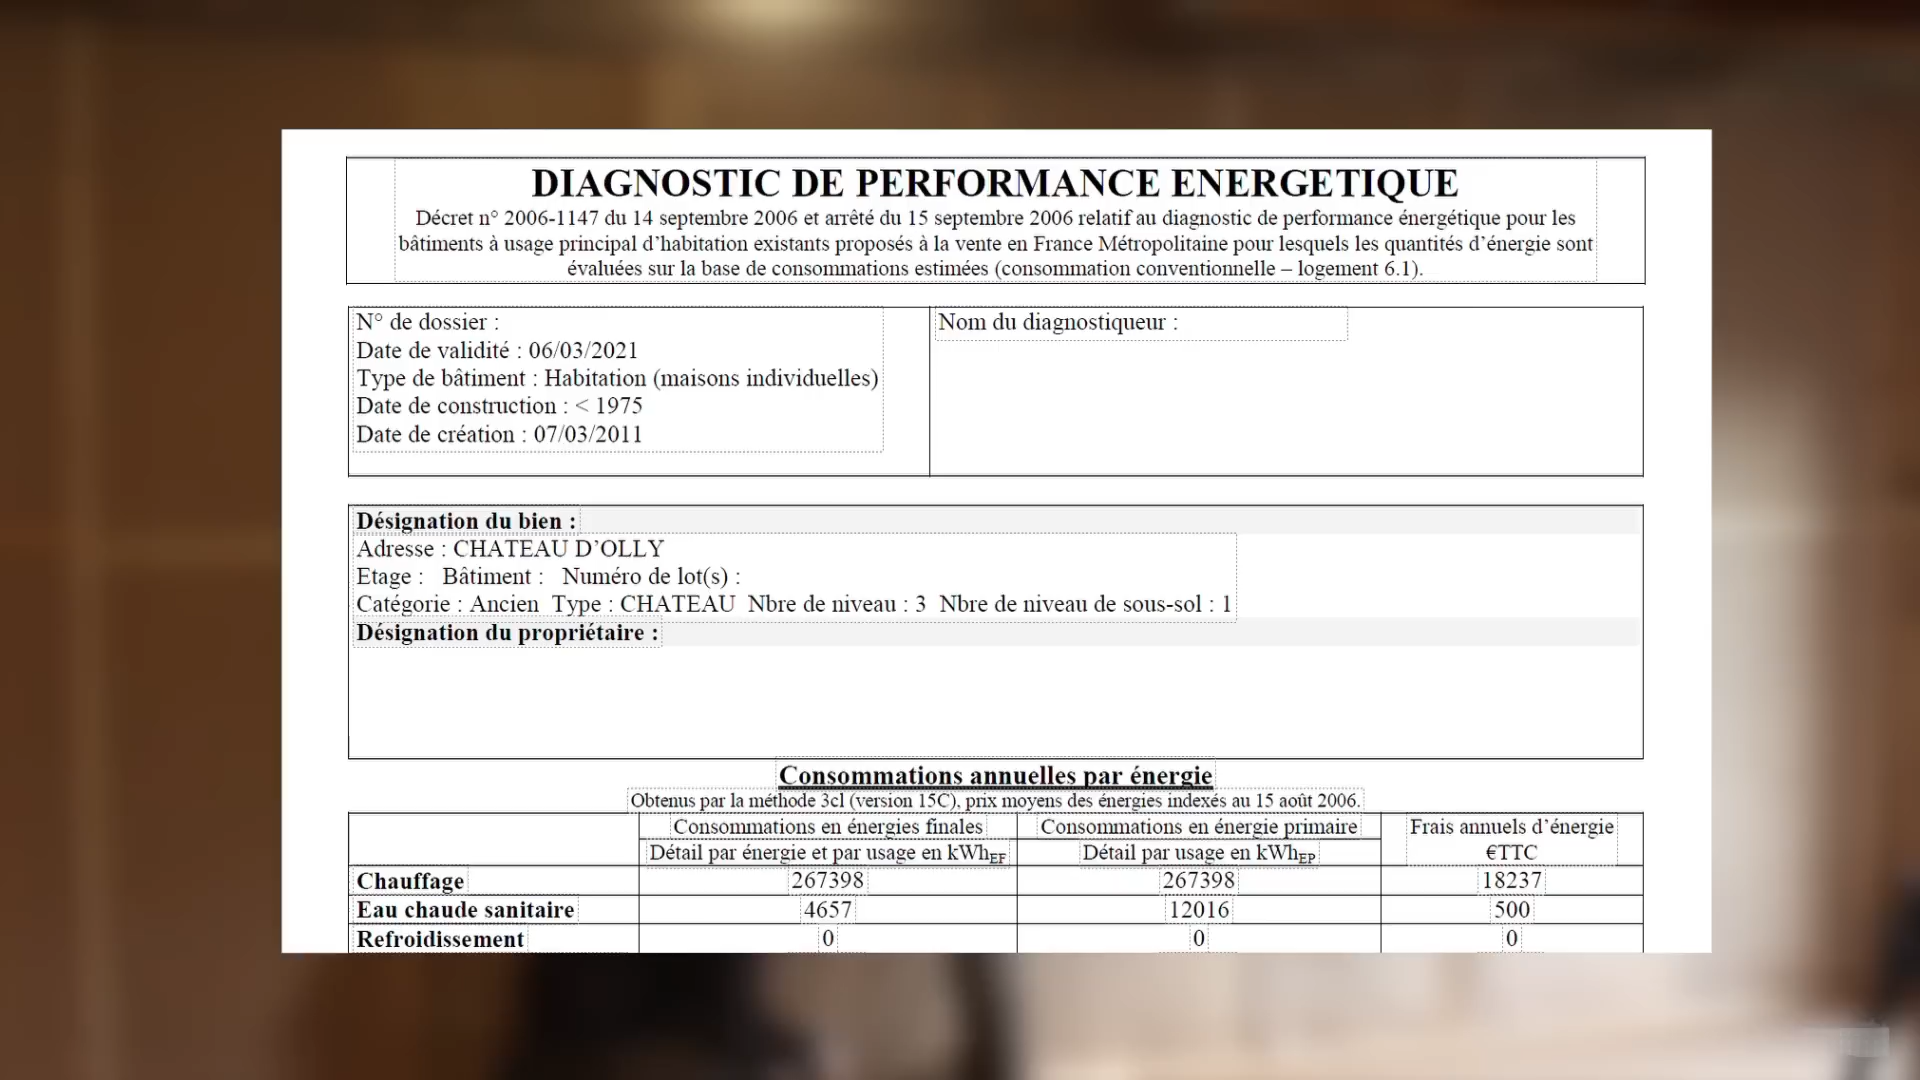 DIAGNOSTIC DE PERFORMANCE ENERGETIQUE
Décret n° 2006-1147 du 14 septembre 2006 et arrêté du 15 septembre 2006 relatif au diagnostic de performance énergétique pour les
bâtiments à usage principal d’habitation existants proposés à la vente en France Métropolitaine pour lesquels les quantités d’énergie sont
évaluées sur la base de consommations estimées (consommation conventionnelle – logement 6.1).
N° de dossier :
Date de validité : 06/03/2021
Type de bâtiment : Habitation (maisons individuelles)
Date de construction : < 1975
Date de création : 07/03/2011
Nom du diagnostiqueur :
Désignation du bien :
Adresse : CHATEAU D’OLLY
Etage : Bâtiment : Numéro de lot(s) :
Catégorie : Ancien Type : CHATEAU Nbre de niveau : 3 Nbre de niveau de sous-sol : 1
Désignation du propriétaire :
Consommations annuelles par énergie
Obtenus par la méthode 3cl (version 15C), prix moyens des énergies indexés au 15 août 2006.
Consommations en énergies finales Consommations en énergie primaire Frais annuels d’énergie
Détail par énergie et par usage en kWhEF Détail par usage en kWhEP €TTC
Chauffage 267398 267398 18237
Eau chaude sanitaire 4657 12016 500
Refroidissement 0 0 0